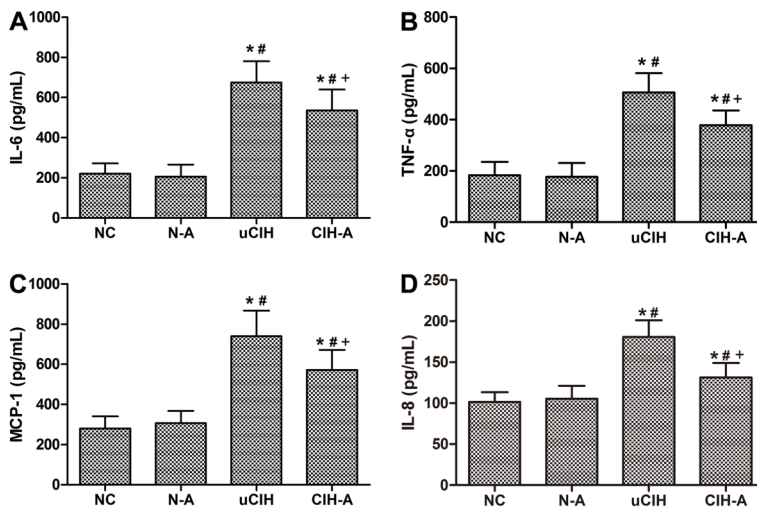 A
IL-6 (pg/mL)
1000
800
600
400
200
0
* #
* # +
NC N-A uCIH CIH-A
B
TNF-α (pg/mL)
800
600
400
200
0
* #
* # +
NC N-A uCIH CIH-A
C
MCP-1 (pg/mL)
1000
800
600
400
200
0
* #
* # +
NC N-A uCIH CIH-A
D
IL-8 (pg/mL)
250
200
150
100
50
0
* #
* # +
NC N-A uCIH CIH-A